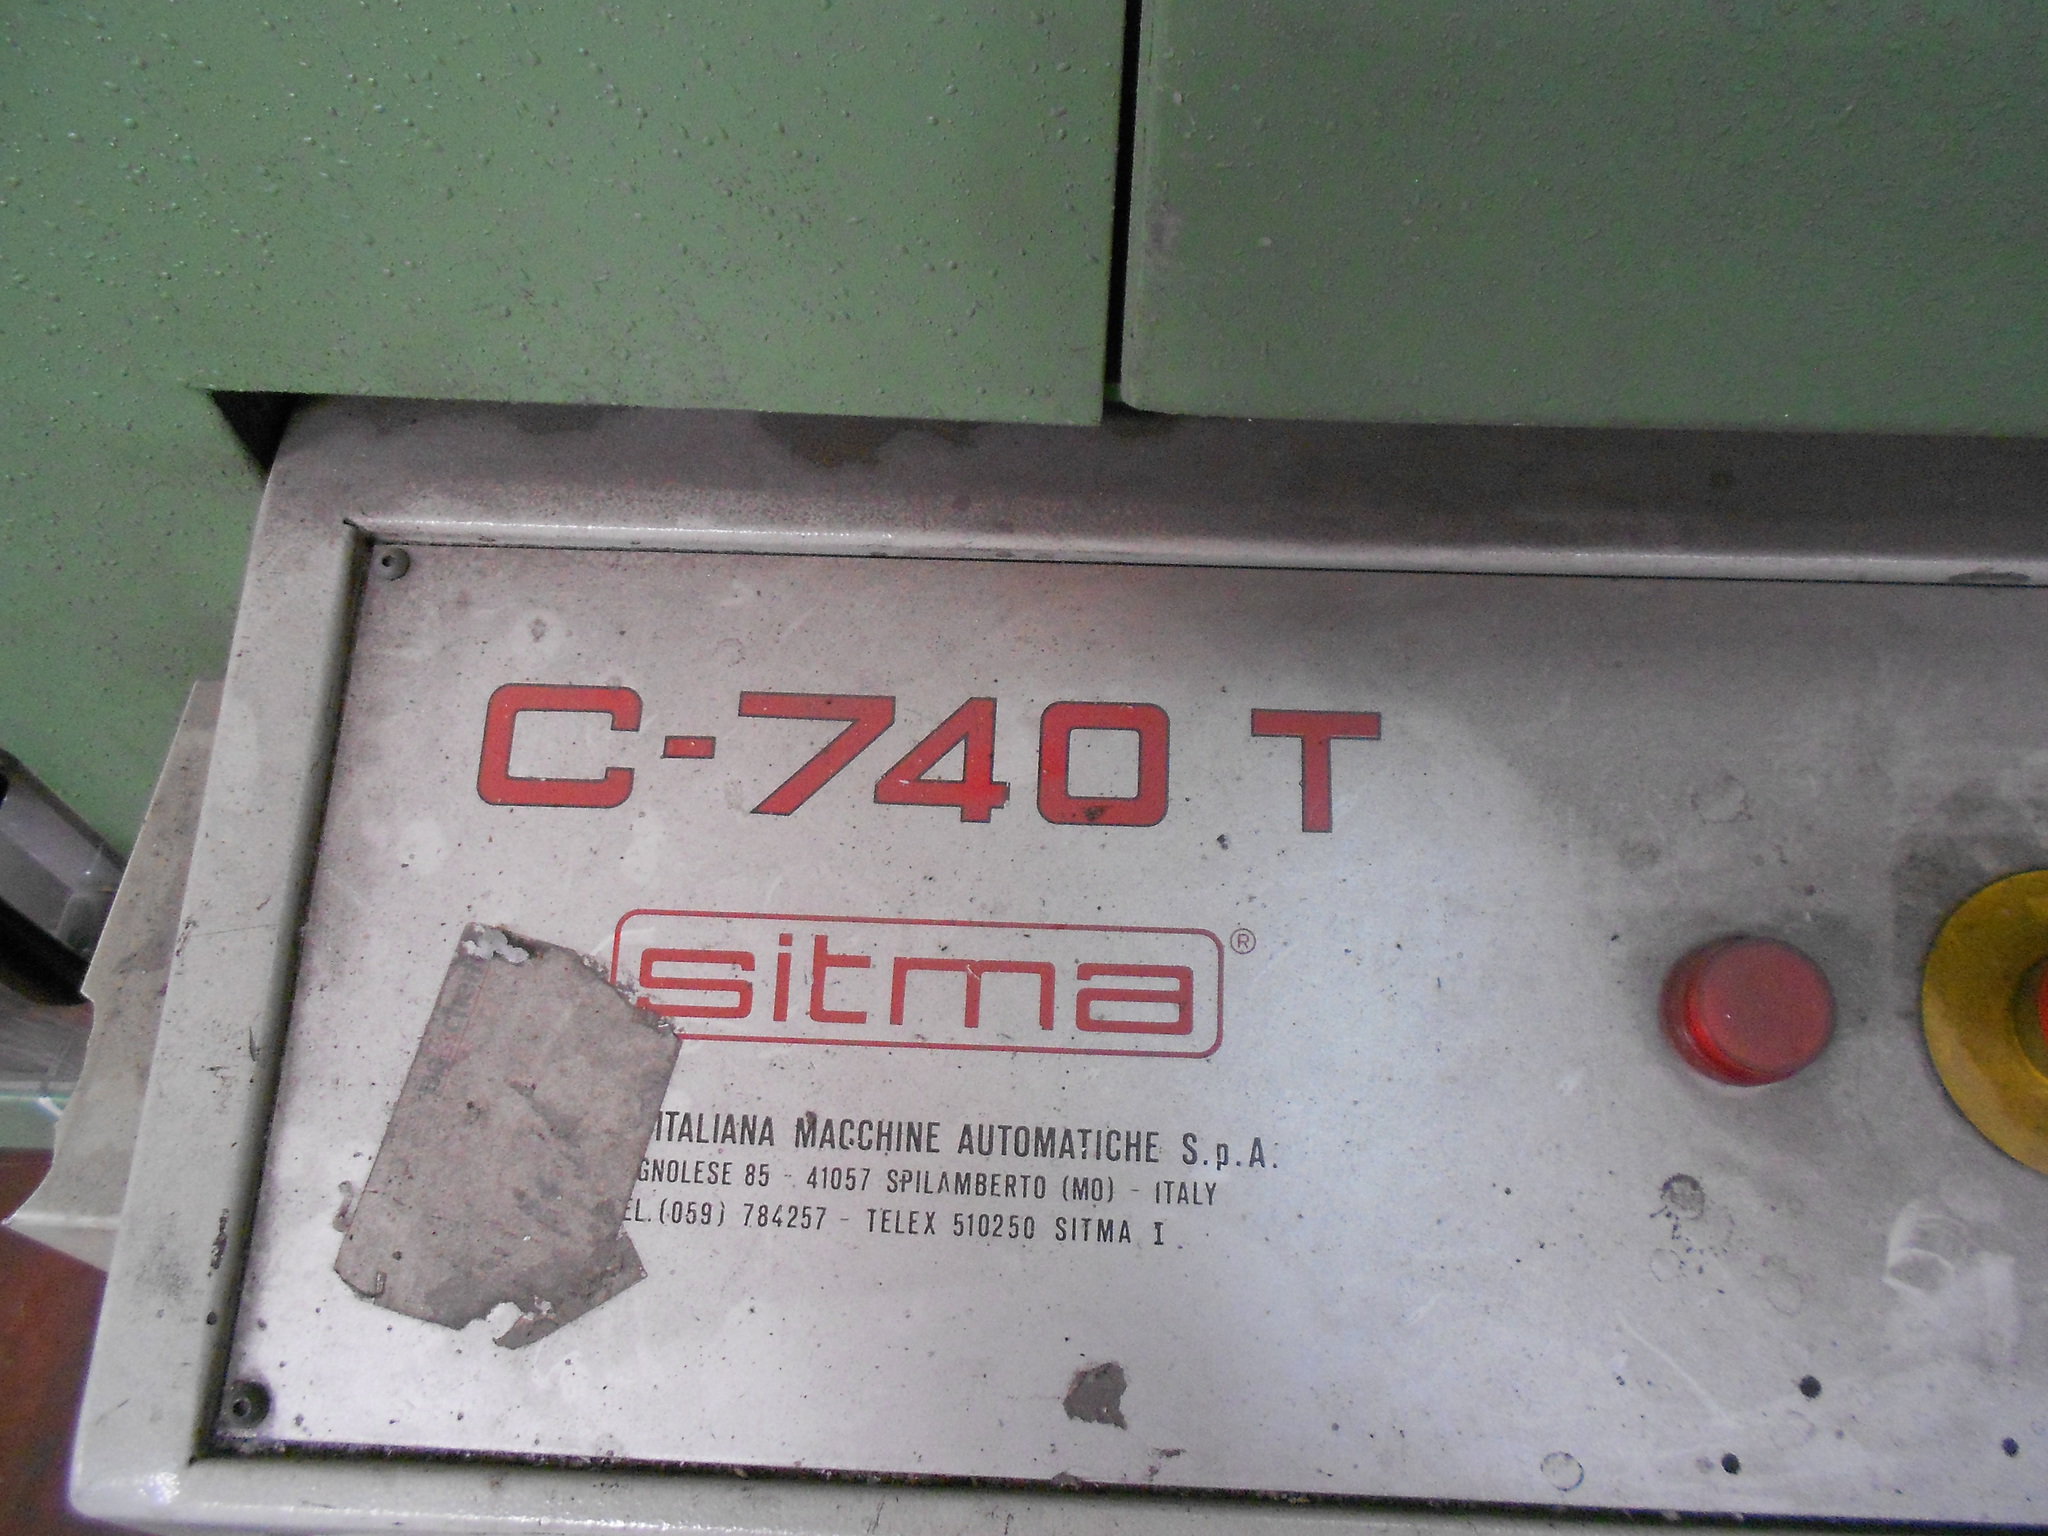 C-740 T
sitma ®
ITALIANA MACCHINE AUTOMATICHE S.p.A.
GNOLESE 85 - 41057 SPILAMBERTO (MO) - ITALY
EL. (059) 784257 - TELEX 510250 SITMA I